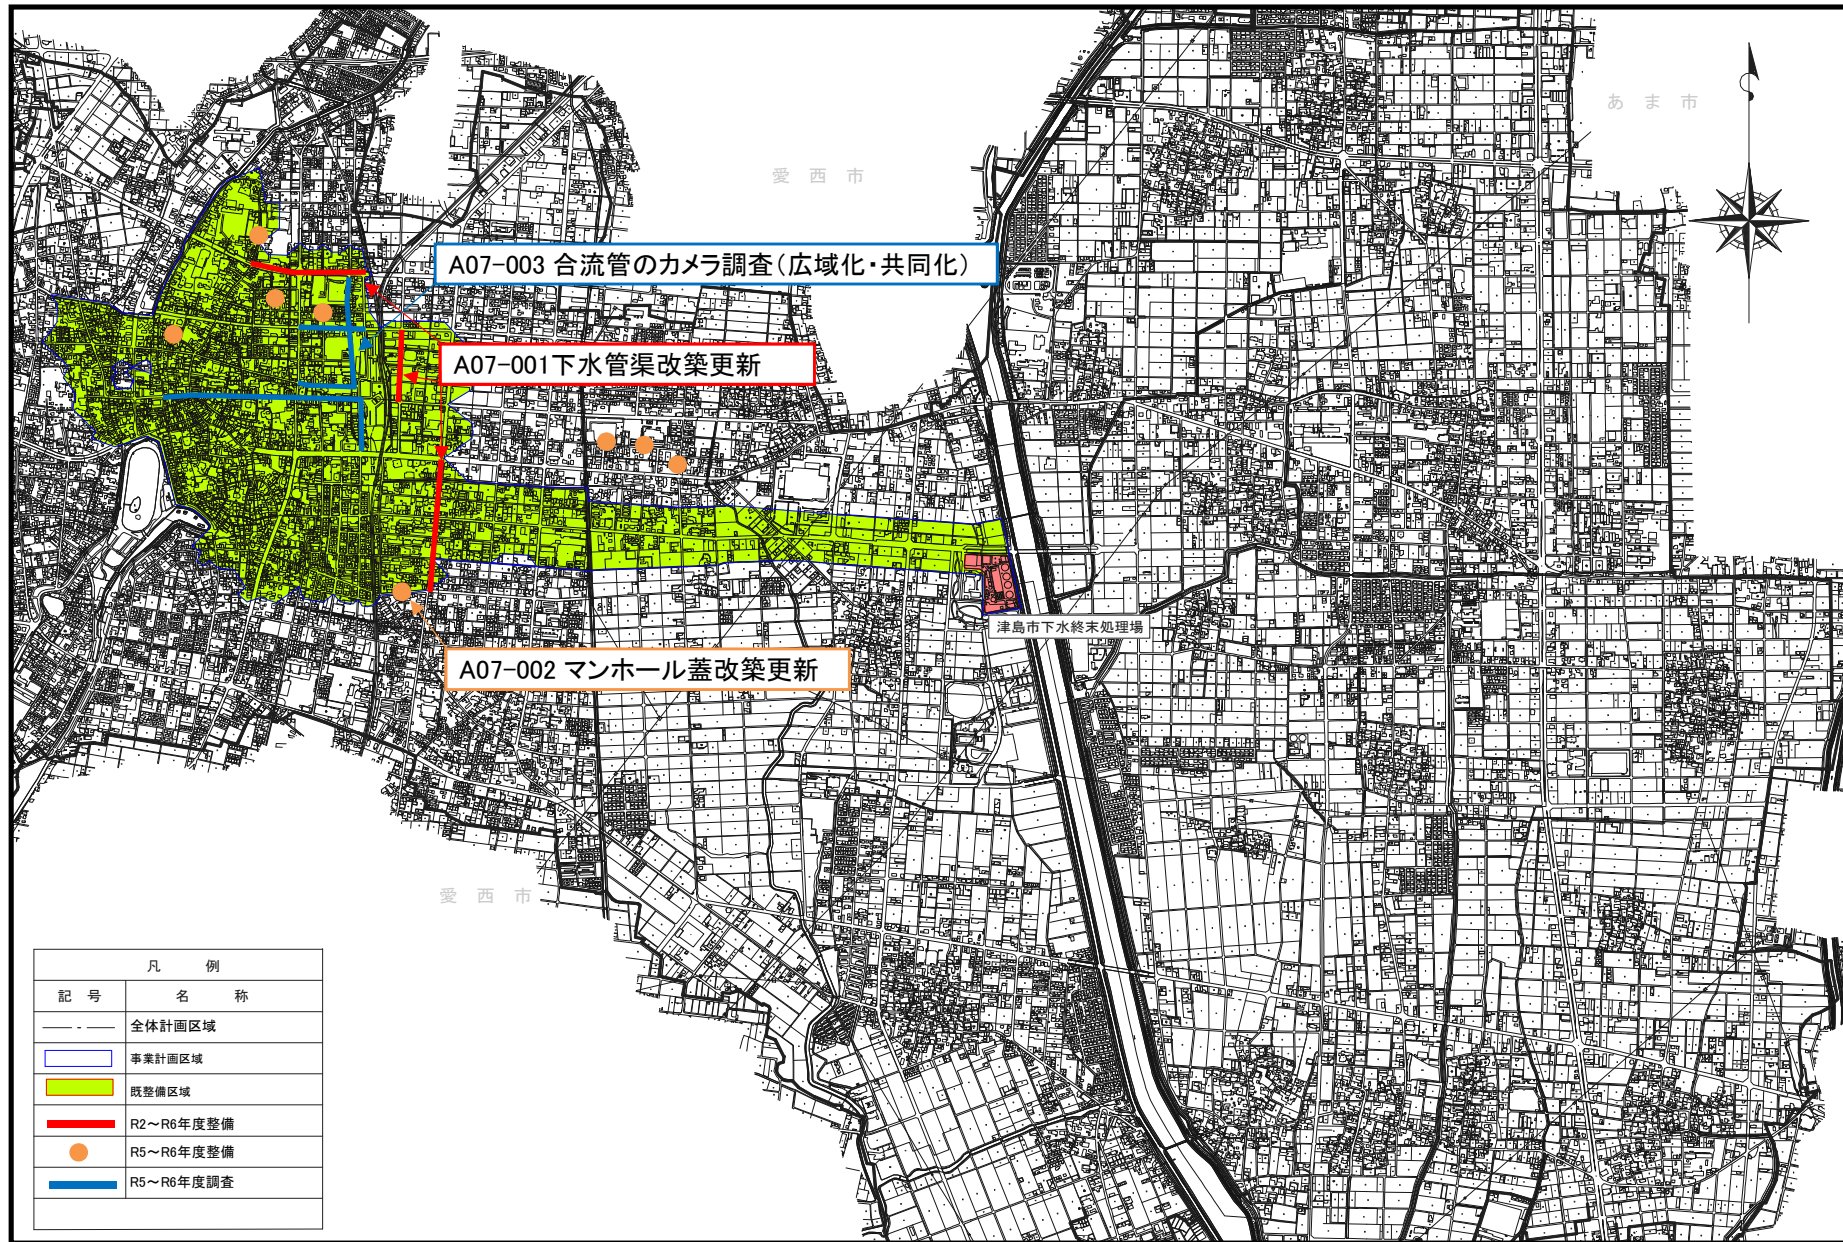 あ ま 市
愛 西 市
A07-003 合流管のカメラ調査(広域化・共同化)
A07-001下水管渠改築更新
津島市下水終末処理場
A07-002 マンホール蓋改築更新
愛 西 市
凡 例
記 号 名 称
全体計画区域
事業計画区域
既整備区域
R2～R6年度整備
R5～R6年度整備
R5～R6年度調査